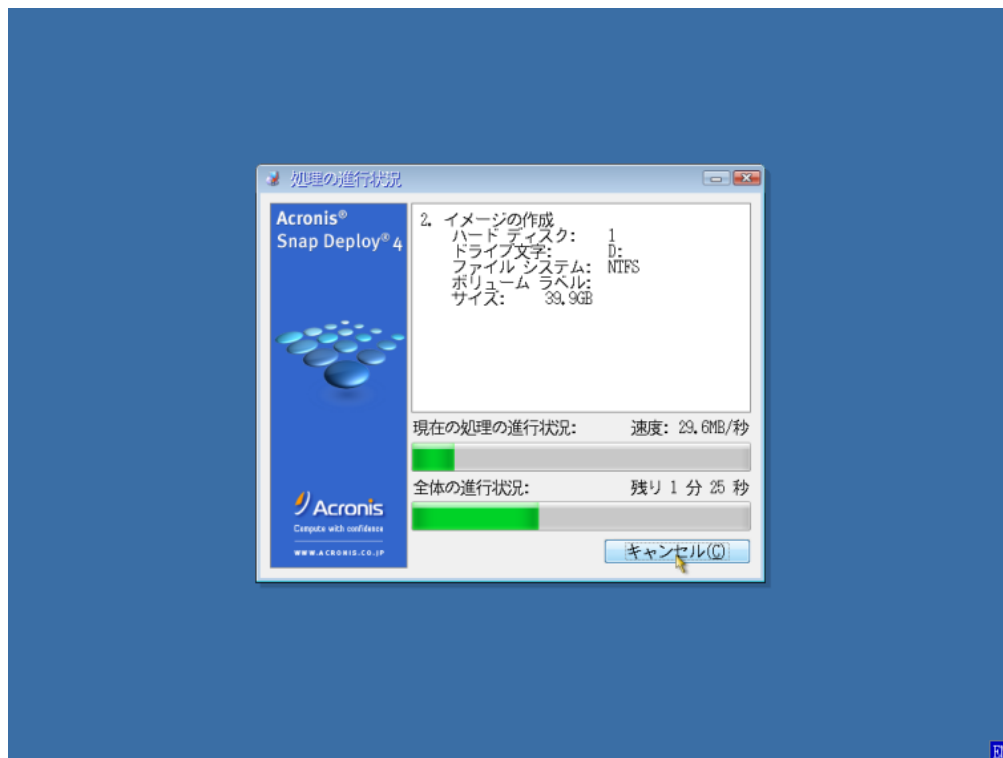 処理の進行状況
Acronis®
Snap Deploy® 4
2. イメージの作成
ハード ディスク: 1
ドライブ文字: D:
ファイル システム: NTFS
ボリューム ラベル:
サイズ: 39.9GB
現在の処理の進行状況: 速度: 29.6MB/秒
全体の進行状況: 残り 1 分 25 秒
Acronis
Compute with confidence
WWW.ACRONIS.CO.JP
キャンセル(C)
E